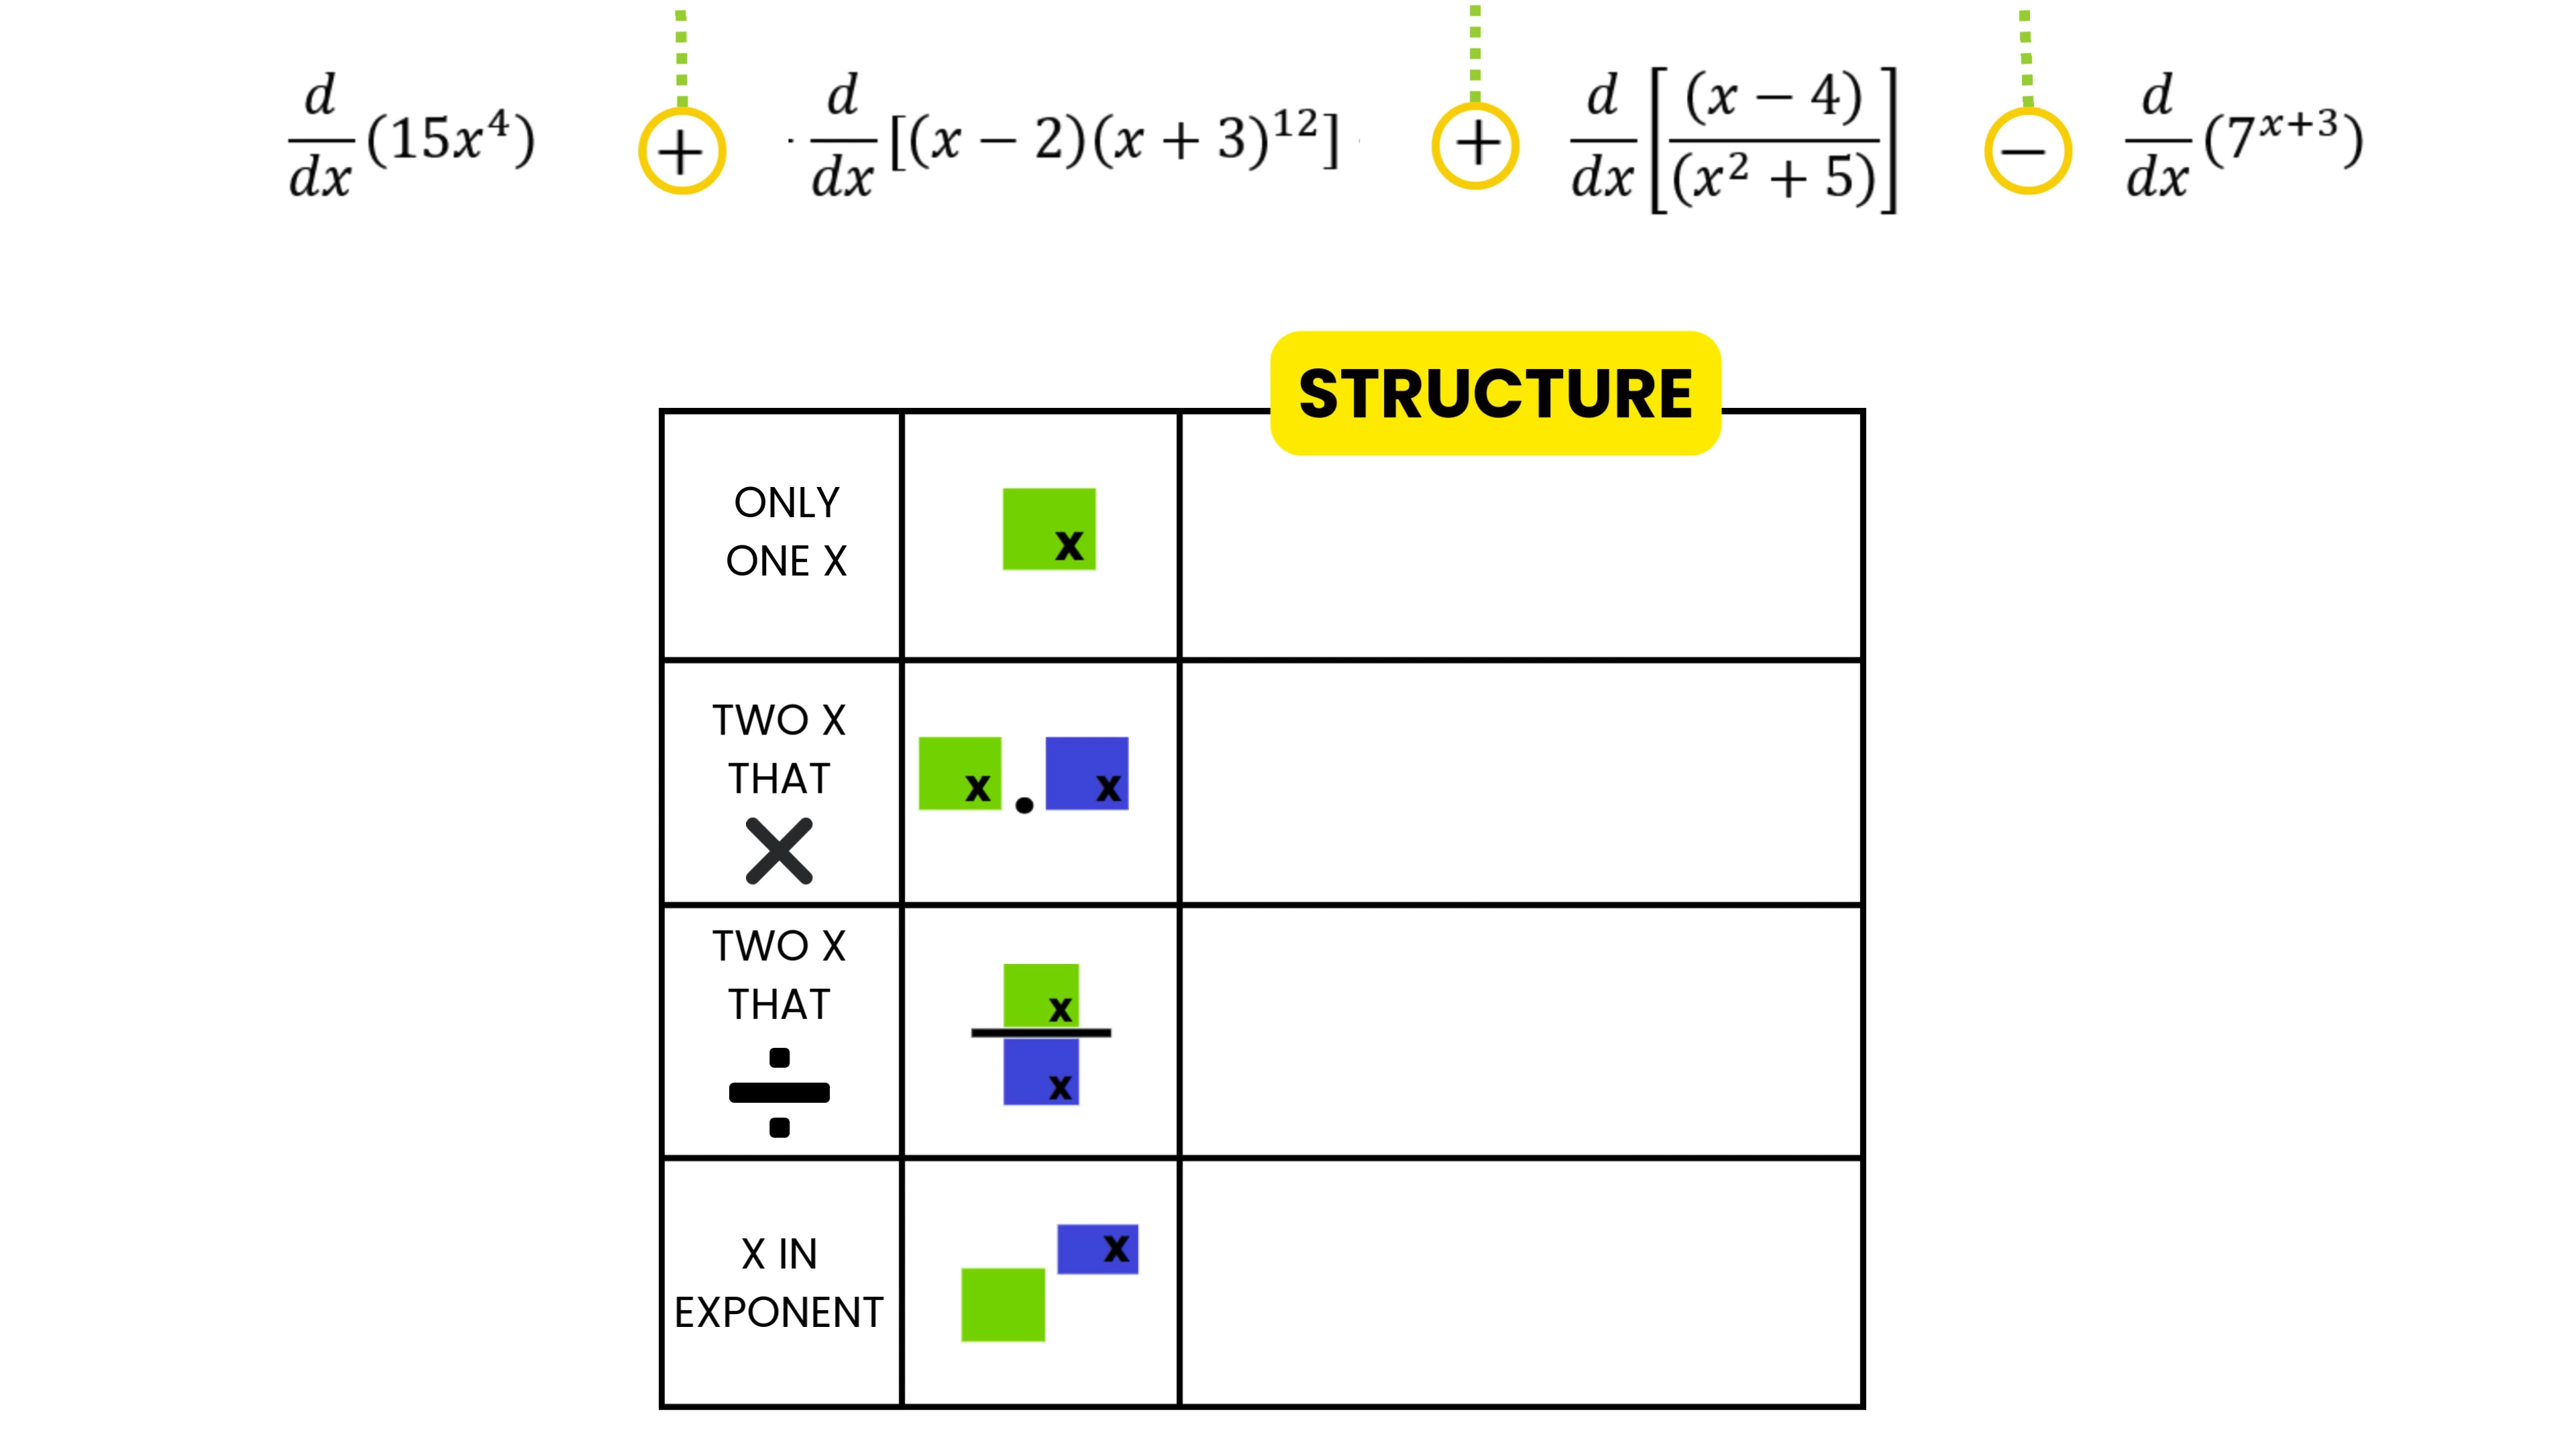 d/dx (15x⁴) + d/dx [(x − 2)(x + 3)¹²] + d/dx [(x − 4)/(x² + 5)] − d/dx (7ˣ⁺³)
STRUCTURE
ONLY
ONE X
x
TWO X
THAT
×
x . x
TWO X
THAT
÷
x
x
X IN
EXPONENT
x